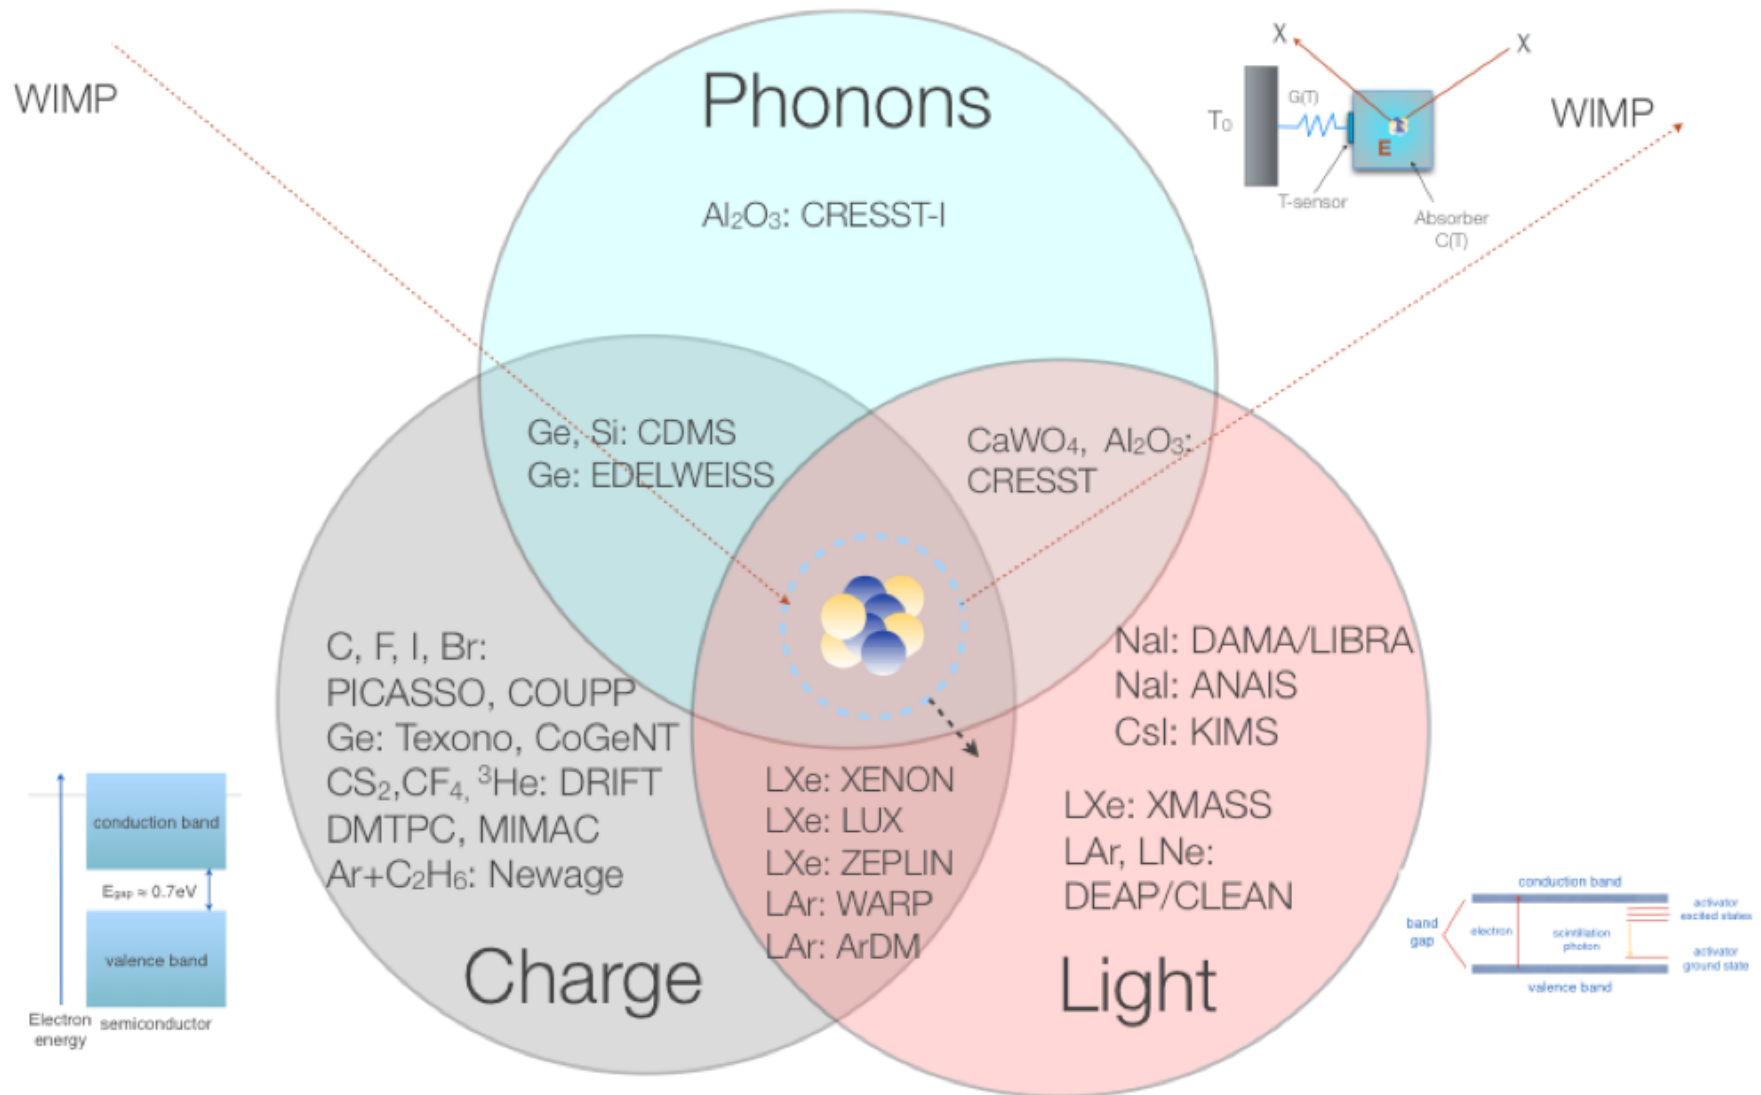 WIMP
Phonons
Al₂O₃: CRESST-I
X
X
G(T)
T₀
E
T-sensor
Absorber
C(T)
WIMP
Ge, Si: CDMS
Ge: EDELWEISS
CaWO₄, Al₂O₃:
CRESST
C, F, I, Br:
PICASSO, COUPP
Ge: Texono, CoGeNT
CS₂,CF₄, ³He: DRIFT
DMTPC, MIMAC
Ar+C₂H₆: Newage
Charge
LXe: XENON
LXe: LUX
LXe: ZEPLIN
LAr: WARP
LAr: ArDM
NaI: DAMA/LIBRA
NaI: ANAIS
CsI: KIMS
LXe: XMASS
LAr, LNe:
DEAP/CLEAN
Light
conduction band
Egap ≈ 0.7eV
valence band
Electron
energy
semiconductor
conduction band
band
gap
electron
scintillation
photon
activator
excited states
activator
ground state
valence band